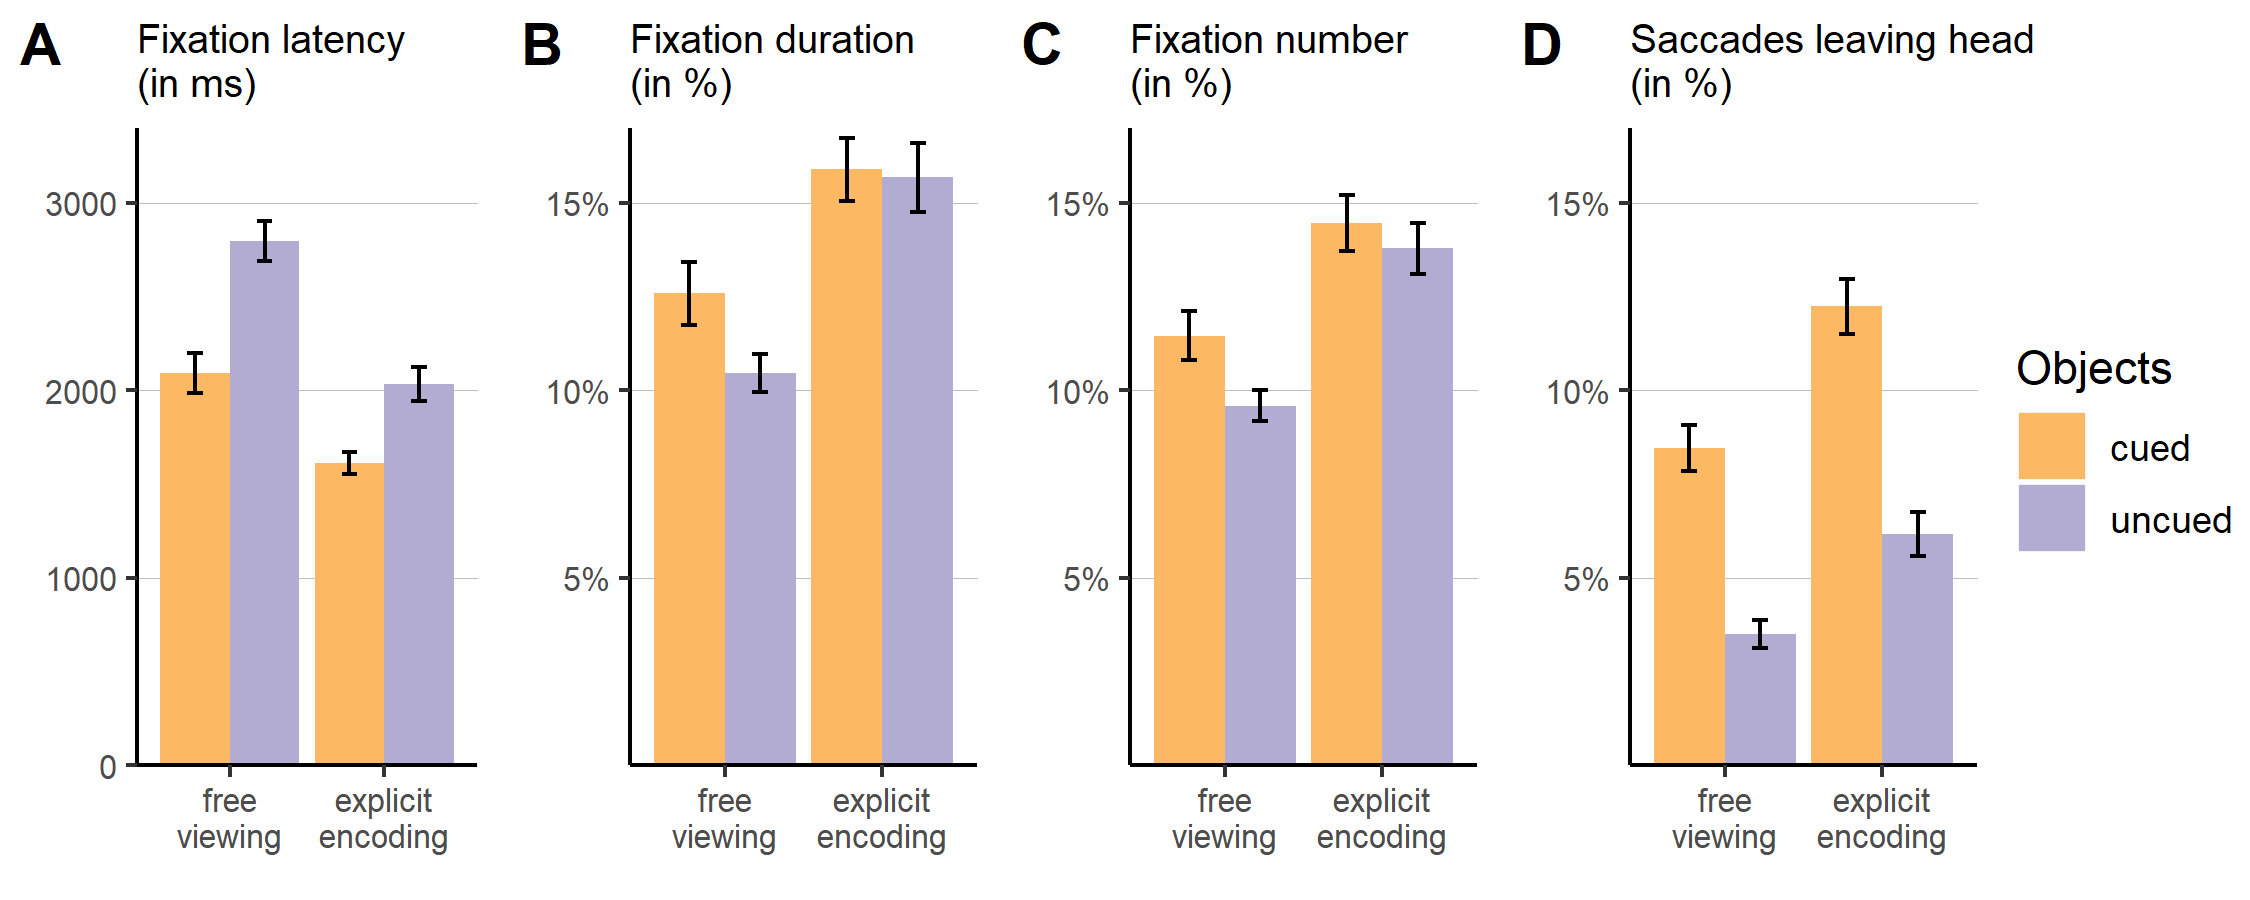 A
Fixation latency
(in ms)
3000
2000
1000
0
free
viewing
explicit
encoding
B
Fixation duration
(in %)
15%
10%
5%
free
viewing
explicit
encoding
C
Fixation number
(in %)
15%
10%
5%
free
viewing
explicit
encoding
D
Saccades leaving head
(in %)
15%
10%
5%
free
viewing
explicit
encoding
Objects
cued
uncued